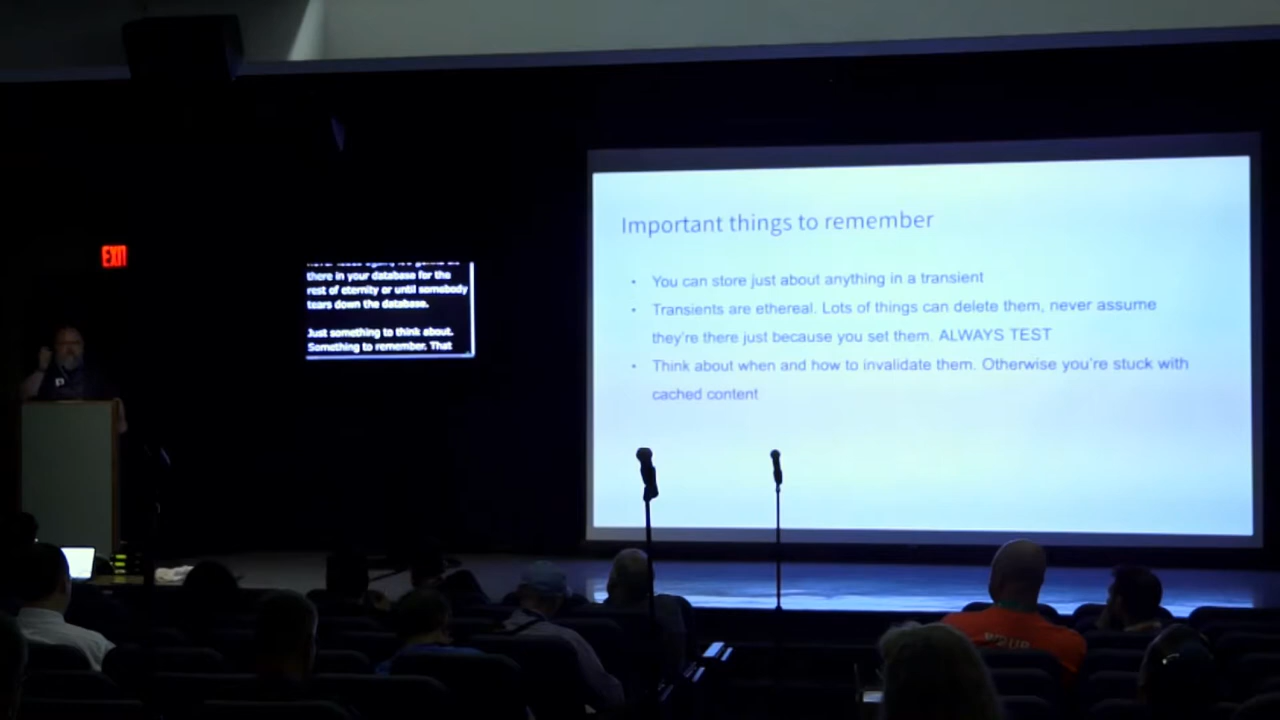 EXIT
there in your database for the
rest of eternity or until somebody
tears down the database.
Just something to think about.
Something to remember. That
Important things to remember
• You can store just about anything in a transient
• Transients are ethereal. Lots of things can delete them, never assume
they're there just because you set them. ALWAYS TEST
• Think about when and how to invalidate them. Otherwise you're stuck with
cached content